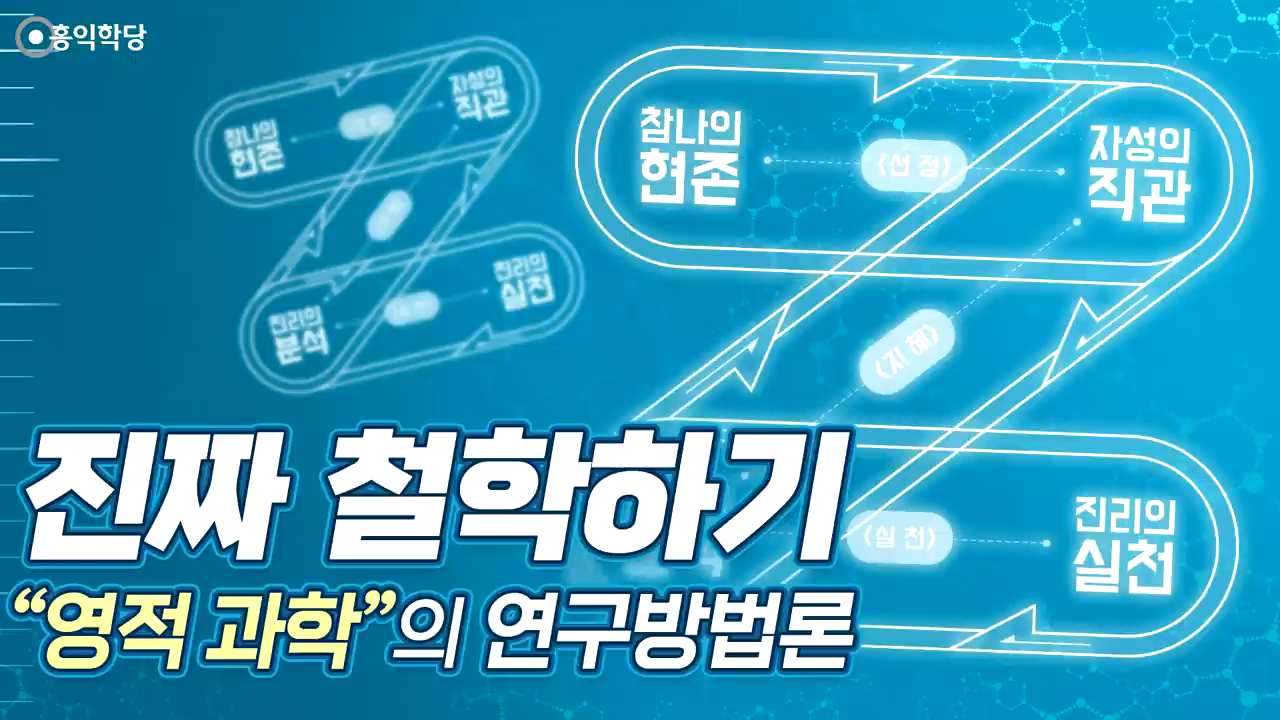 홍익학당
참나의
현존
자성의
직관
진리의
분석
진리의
실천
참나의
현존
<선정>
자성의
직관
<지혜>
<실천>
진리의
실천
진짜 철학하기
“영적 과학”의 연구방법론